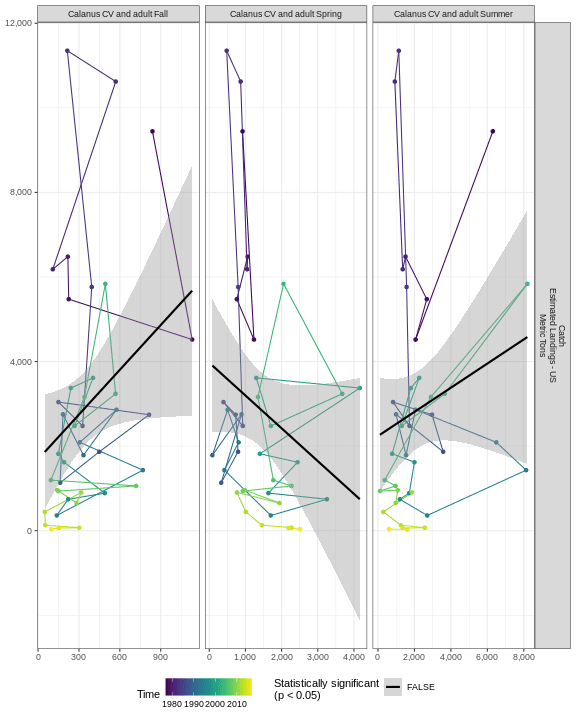 Calanus CV and adult Fall
Calanus CV and adult Spring
Calanus CV and adult Summer
12,000
8,000
4,000
0
Catch
Estimated Landings - US
Metric Tons
0 300 600 900
0 1,000 2,000 3,000 4,000
0 2,000 4,000 6,000 8,000
Time
1980 1990 2000 2010
Statistically significant
(p < 0.05)
FALSE